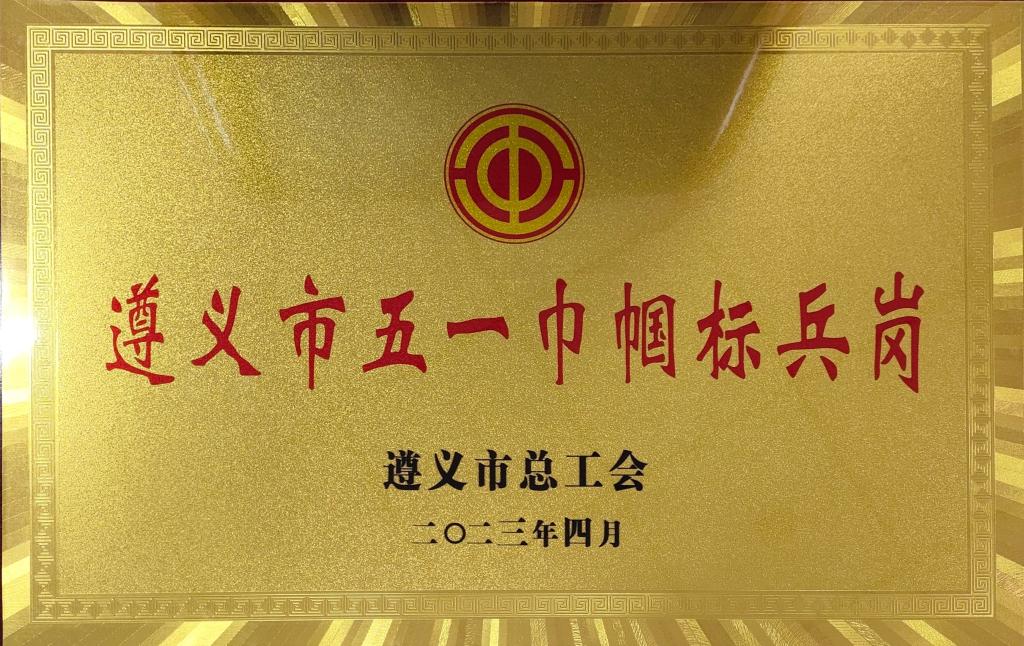 遵义市五一巾帼标兵岗
遵义市总工会
二〇二三年四月